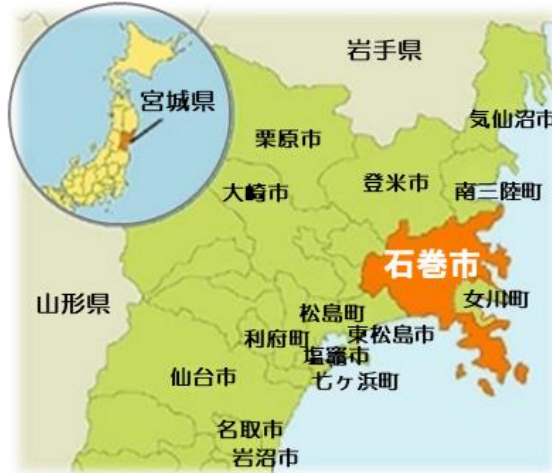 岩手県
宮城県
気仙沼市
栗原市
大崎市
登米市
南三陸町
石巻市
山形県
女川町
松島町
東松島市
利府町
塩竈市
仙台市
七ヶ浜町
名取市
岩沼市